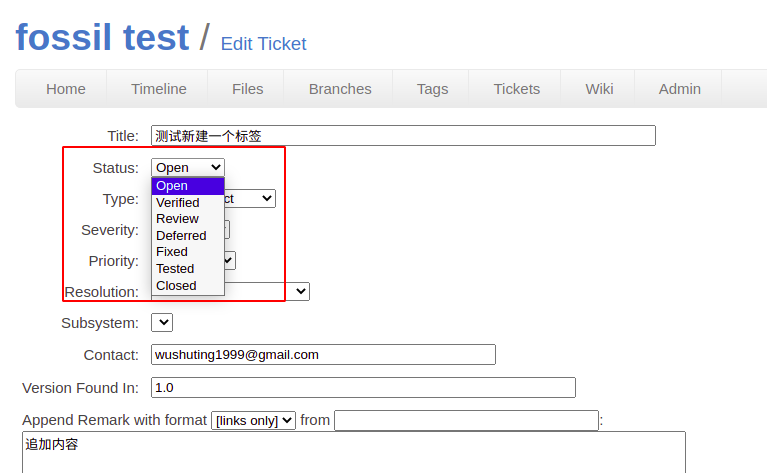 fossil test / Edit Ticket
Home Timeline Files Branches Tags Tickets Wiki Admin
Title: 测试新建一个标签
Status: Open
Open
Type: ct
Verified
Review
Severity:
Deferred
Fixed
Priority:
Tested
Closed
Resolution:
Subsystem:
Contact: wushuting1999@gmail.com
Version Found In: 1.0
Append Remark with format [links only] from :
追加内容